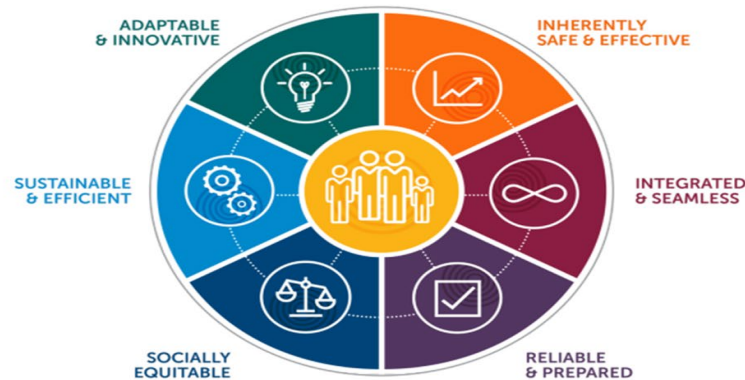 ADAPTABLE
& INNOVATIVE
INHERENTLY
SAFE & EFFECTIVE
SUSTAINABLE
& EFFICIENT
INTEGRATED
& SEAMLESS
SOCIALLY
EQUITABLE
RELIABLE
& PREPARED